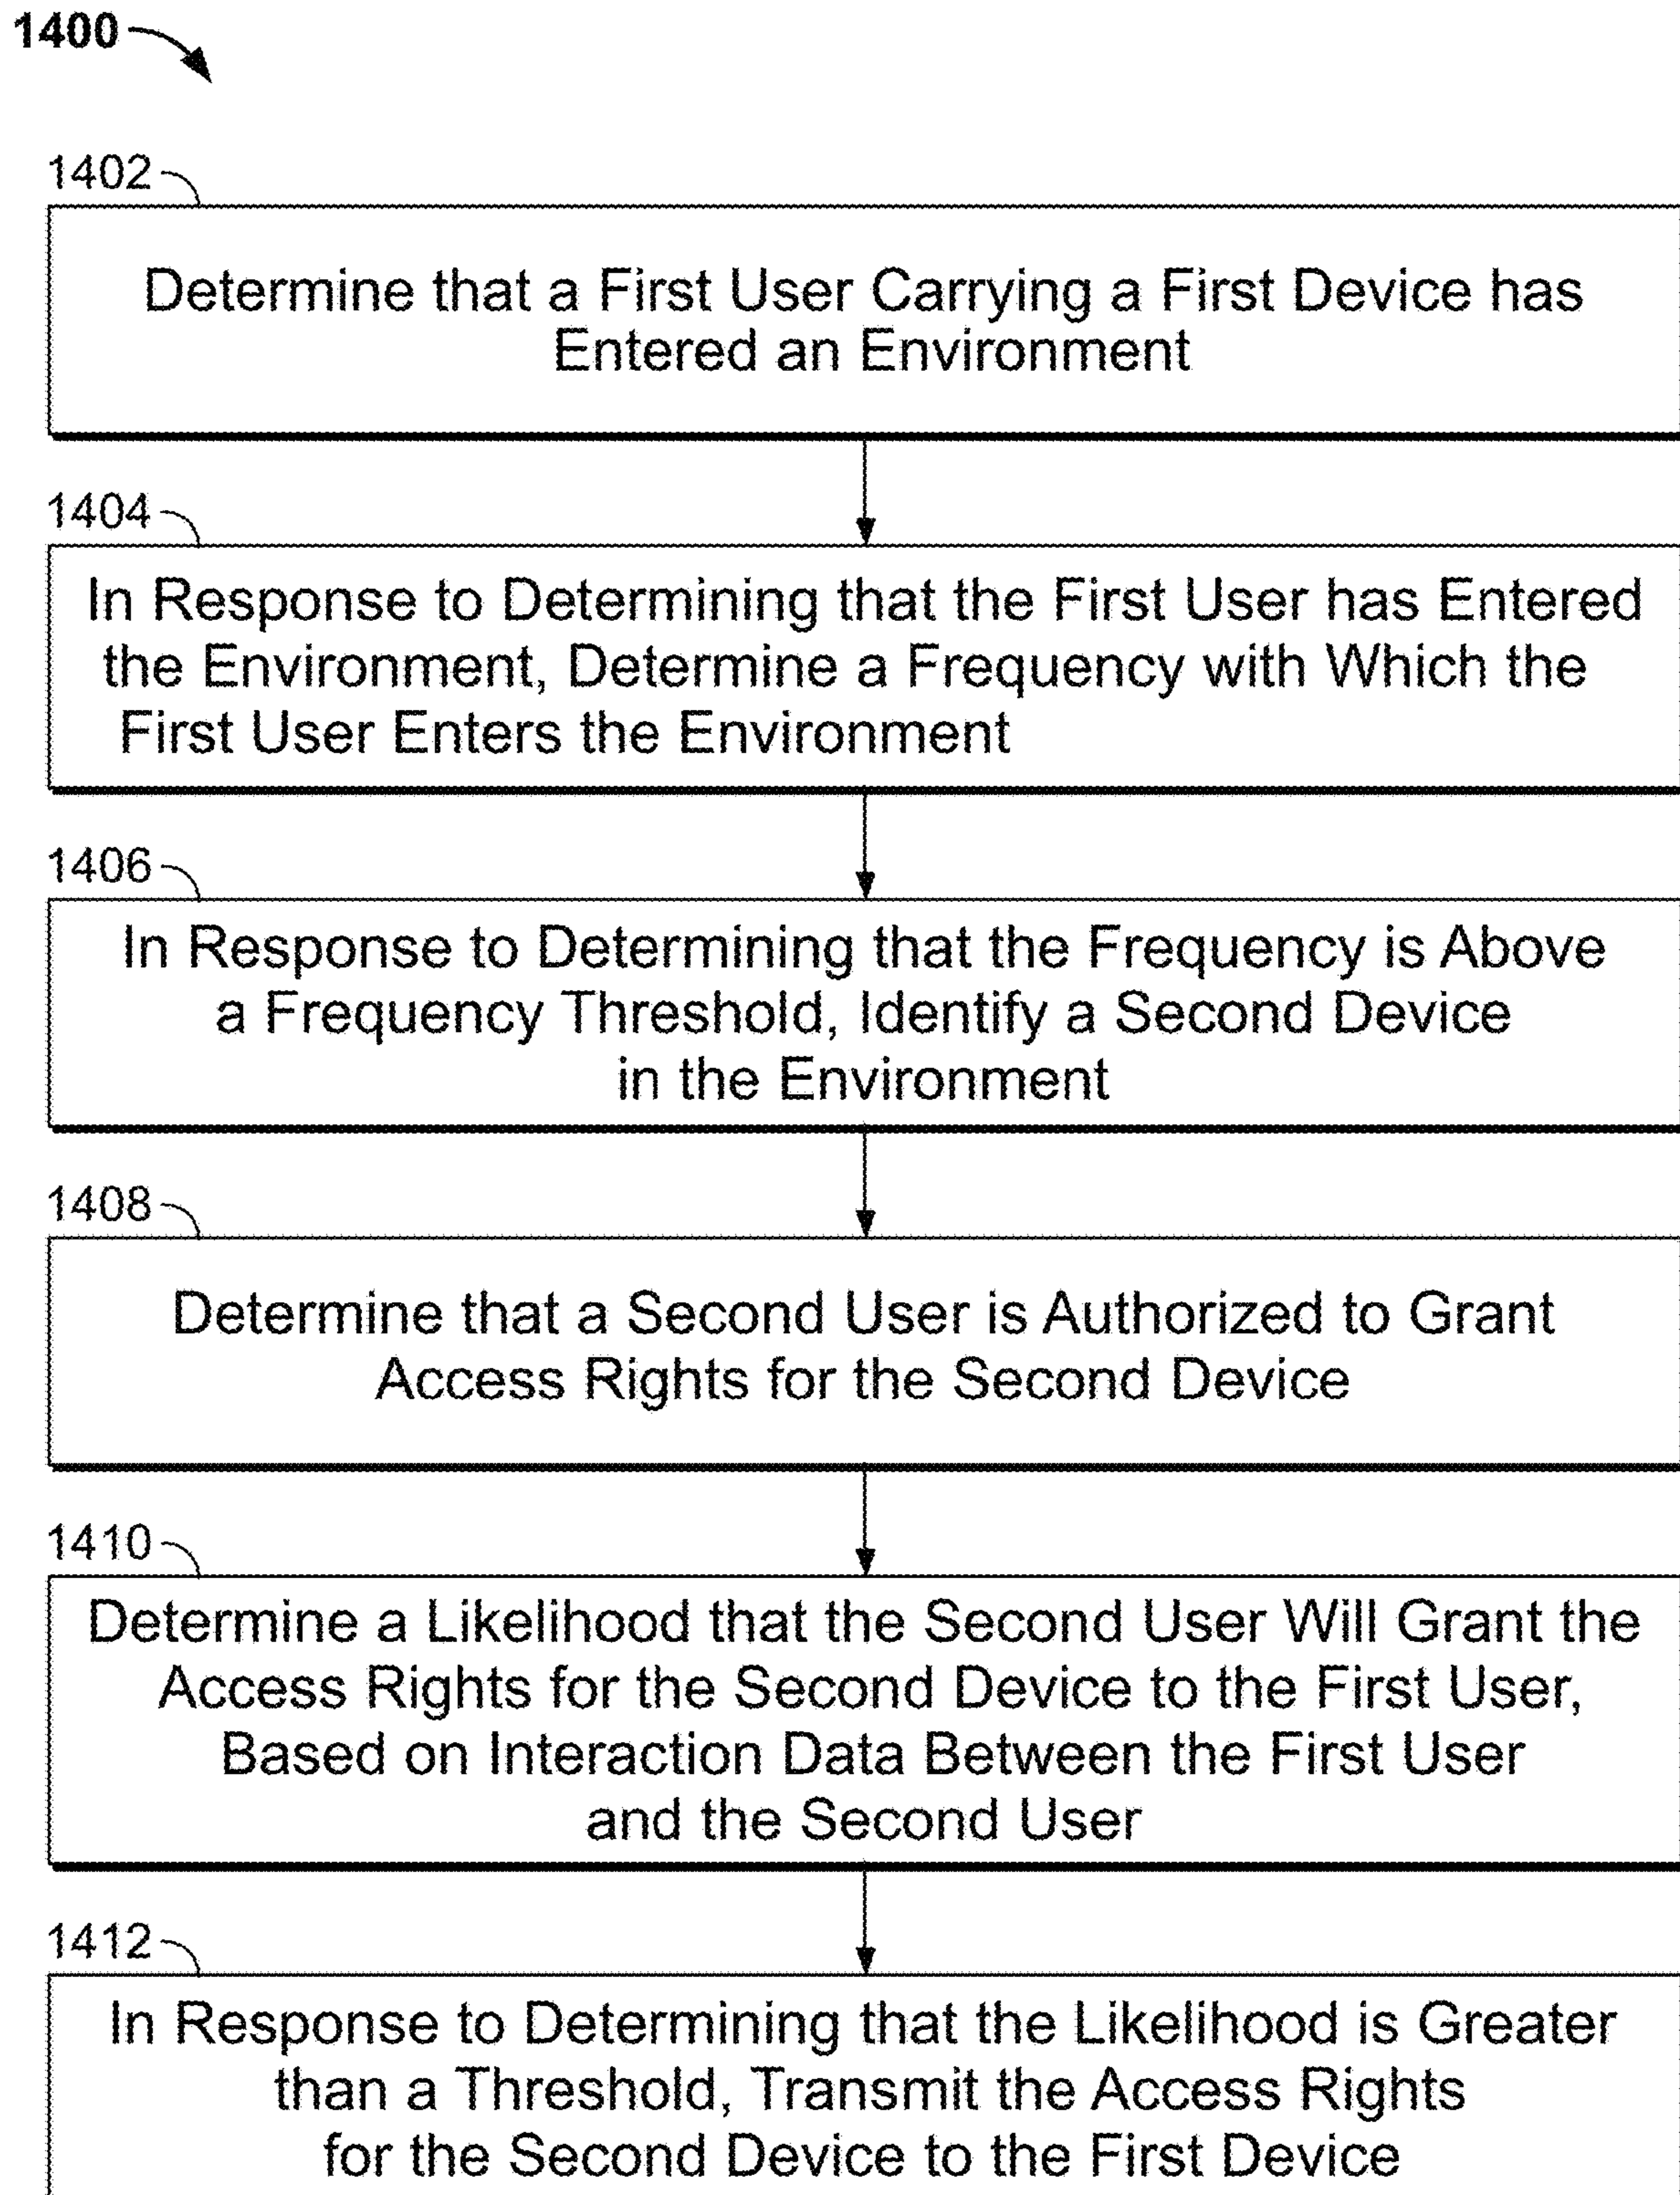 1400
1402
Determine that a First User Carrying a First Device has
Entered an Environment
1404
In Response to Determining that the First User has Entered
the Environment, Determine a Frequency with Which the
First User Enters the Environment
1406
In Response to Determining that the Frequency is Above
a Frequency Threshold, Identify a Second Device
in the Environment
1408
Determine that a Second User is Authorized to Grant
Access Rights for the Second Device
1410
Determine a Likelihood that the Second User Will Grant the
Access Rights for the Second Device to the First User,
Based on Interaction Data Between the First User
and the Second User
1412
In Response to Determining that the Likelihood is Greater
than a Threshold, Transmit the Access Rights
for the Second Device to the First Device